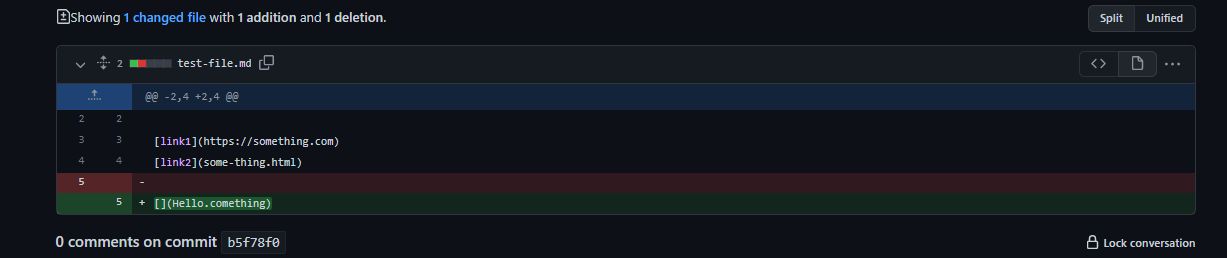 Showing 1 changed file with 1 addition and 1 deletion.
Split Unified
2 test-file.md
@@ -2,4 +2,4 @@
2 2
3 3 [link1](https://something.com)
4 4 [link2](some-thing.html)
5 -
5 + [](Hello.comething)
0 comments on commit b5f78f0
Lock conversation